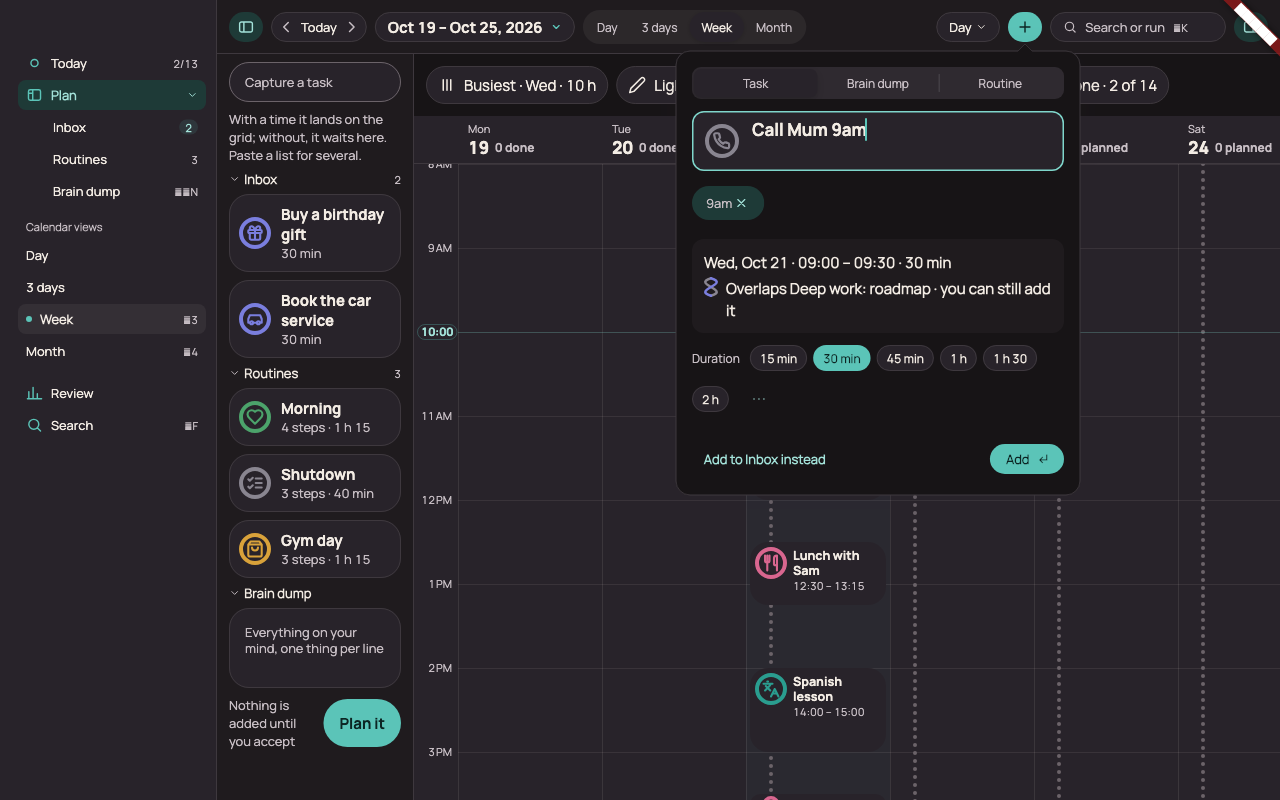 Today 2/13
Plan
Inbox 2
Routines 3
Brain dump N
Calendar views
Day
3 days
Week 3
Month 4
Review
Search F
Today
Oct 19 – Oct 25, 2026
Day 3 days Week Month
Day
Search or run K
Capture a task
With a time it lands on the
grid; without, it waits here.
Paste a list for several.
Inbox 2
Buy a birthday
gift
30 min
Book the car
service
30 min
Routines 3
Morning
4 steps · 1 h 15
Shutdown
3 steps · 40 min
Gym day
3 steps · 1 h 15
Brain dump
Everything on your
mind, one thing per line
Nothing is
added until
you accept
Plan it
Busiest · Wed · 10 h
· 2 of 14
Mon
19 0 done
Tue
20 0 done
planned
Sat
24 0 planned
8AM
9AM
10:00
11AM
12PM
1PM
2PM
3PM
Task Brain dump Routine
Call Mum 9am
9am
Wed, Oct 21 · 09:00 – 09:30 · 30 min
Overlaps Deep work: roadmap · you can still add
it
Duration 15 min 30 min 45 min 1 h 1 h 30
2 h ···
Add to Inbox instead
Add ↵
Lunch with
Sam
12:30 – 13:15
Spanish
lesson
14:00 – 15:00